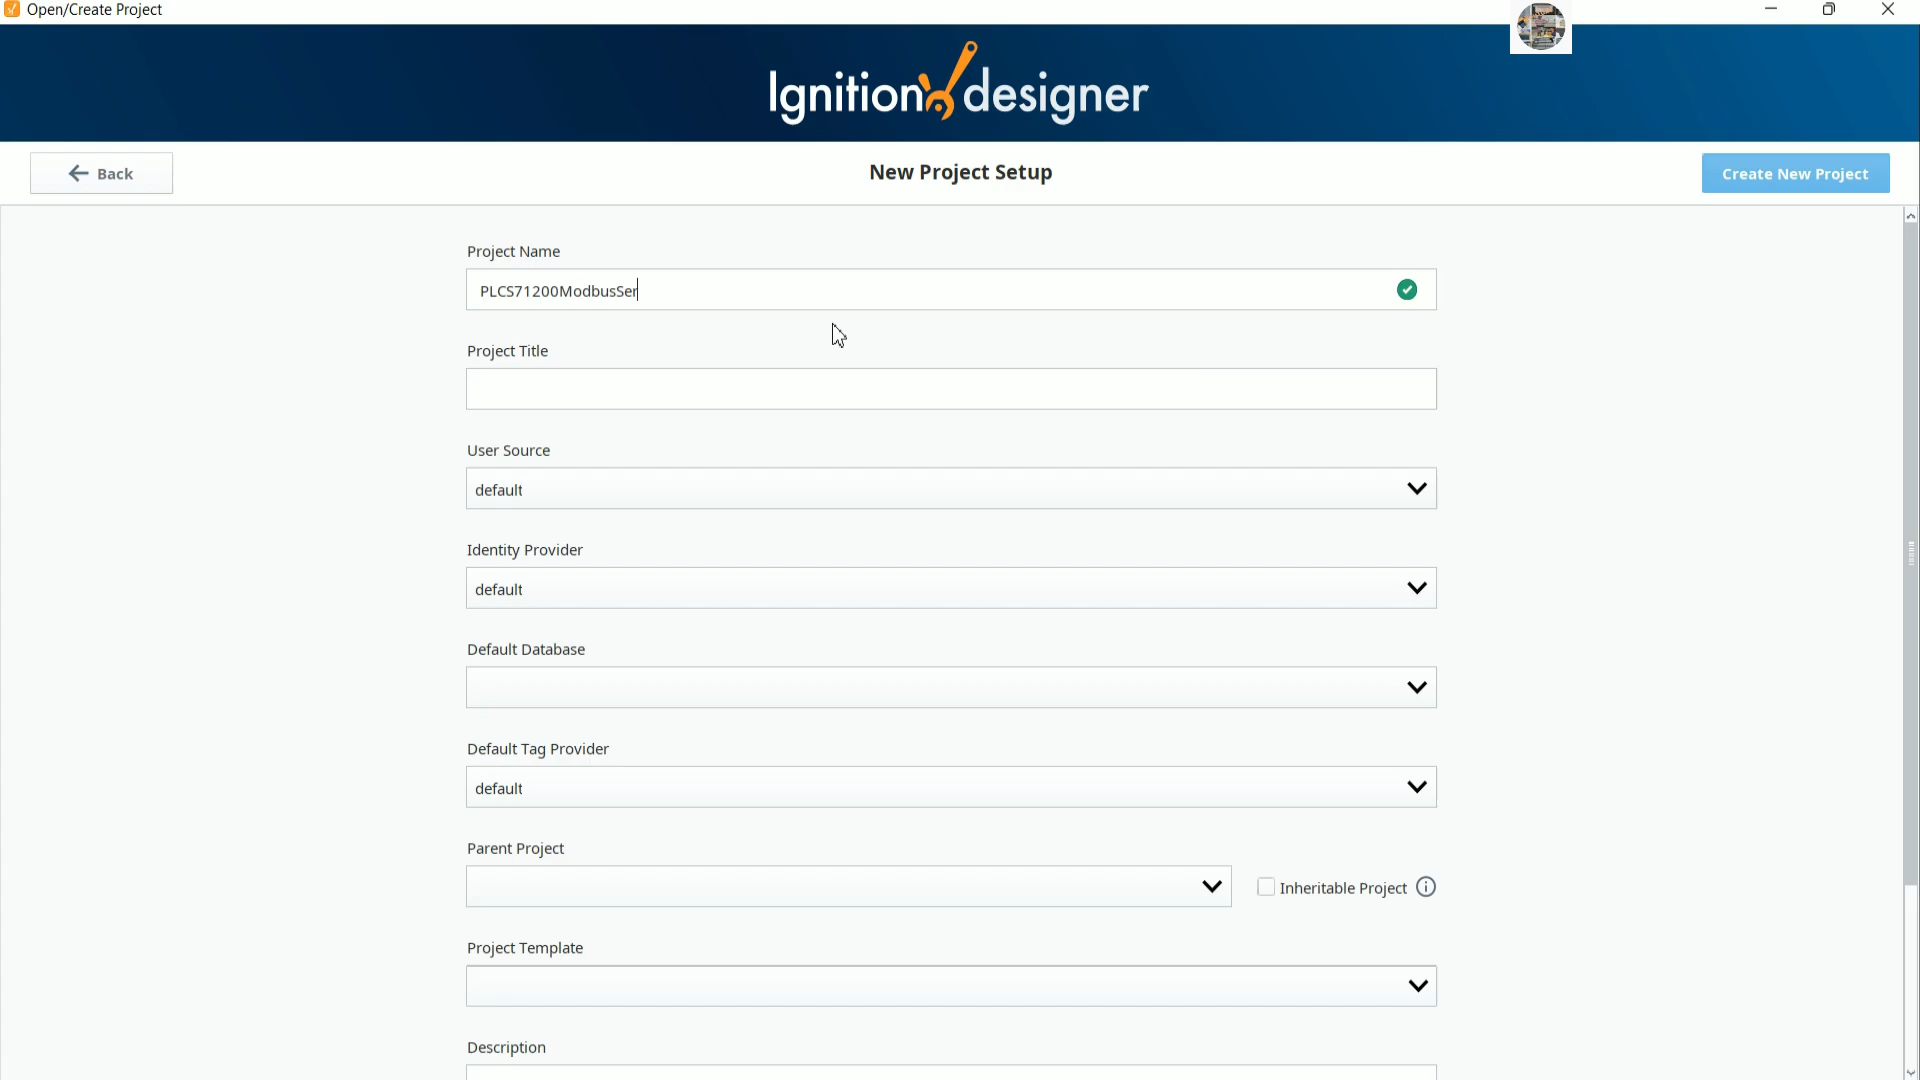 Open/Create Project
Ignition designer
Back
New Project Setup
Create New Project
Project Name
PLCS71200ModbusSer
Project Title
User Source
default
Identity Provider
default
Default Database
Default Tag Provider
default
Parent Project
Inheritable Project
Project Template
Description